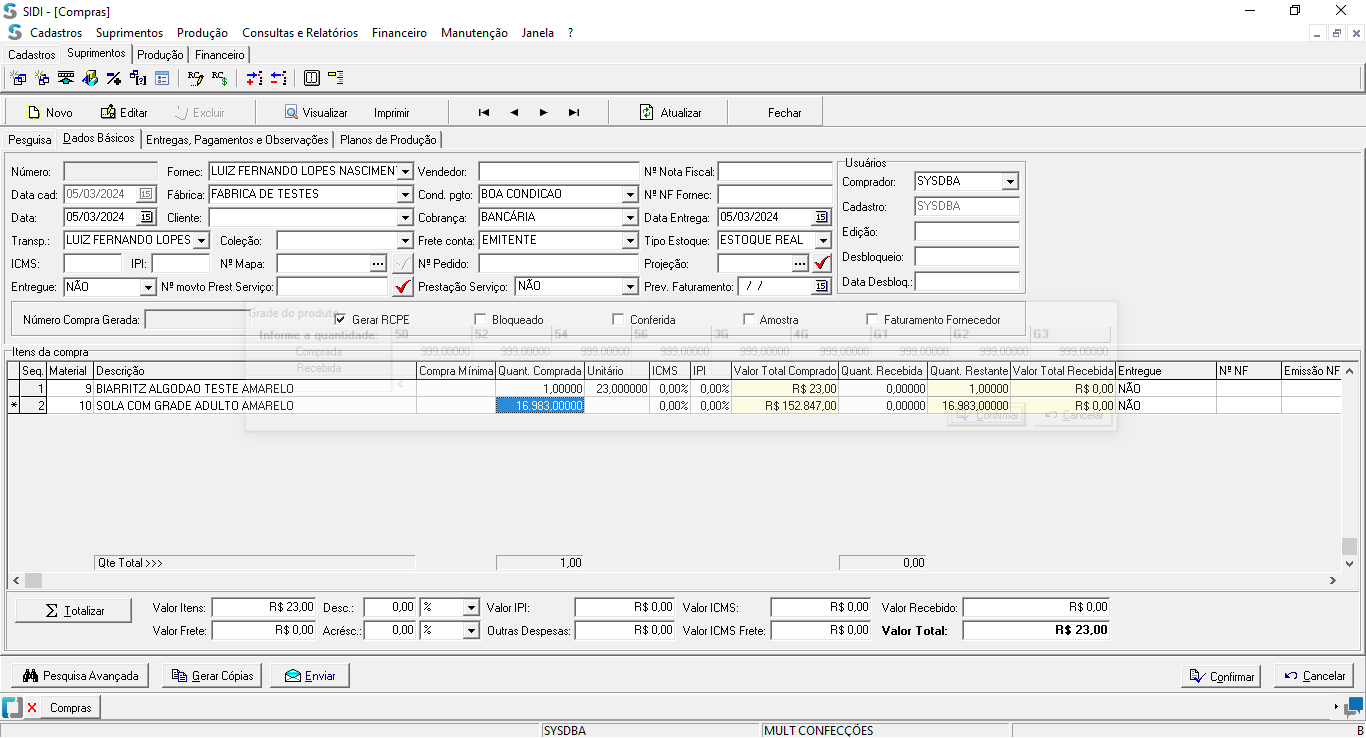 SIDI - [Compras]
Cadastros Suprimentos Produção Consultas e Relatórios Financeiro Manutenção Janela ?
Cadastros Suprimentos Produção Financeiro
Novo Editar Excluir Visualizar Imprimir Atualizar Fechar
Pesquisa Dados Básicos Entregas, Pagamentos e Observações Planos de Produção
Número: Fornec: LUIZ FERNANDO LOPES NASCIMEN Vendedor: Nº Nota Fiscal: Usuários
Data cad: 05/03/2024 15 Fábrica: FABRICA DE TESTES Cond. pgto: BOA CONDICAO Nº NF Fornec: Comprador: SYSDBA
Data: 05/03/2024 15 Cliente: Cobrança: BANCÁRIA Data Entrega: 05/03/2024 15 Cadastro: SYSDBA
Transp.: LUIZ FERNANDO LOPES Coleção: Frete conta: EMITENTE Tipo Estoque: ESTOQUE REAL Edição:
ICMS: IPI: Nº Mapa: ... Nº Pedido: Projeção: ... Desbloqueio:
Entregue: NÃO Nº movto Prest Serviço: Prestação Serviço: NÃO Prev. Faturamento: / / 15 Data Desbloq.:
Número Compra Gerada: Gerar RCPE Bloqueado Conferida Amostra Faturamento Fornecedor
Grade do produto
Informe a quantidade: 50 52 54 56 3G 4G G1 G2 G3
Comprada 999,00000 999,00000 999,00000 999,00000 999,00000 999,00000 999,00000 999,00000 999,00000
Recebida
Confirmar Cancelar
Itens da compra
Seq. Material Descrição Compra Mínima Quant. Comprada Unitário ICMS IPI Valor Total Comprado Quant. Recebida Quant. Restante Valor Total Recebida Entregue Nº NF Emissão NF
1 9 BIARRITZ ALGODAO TESTE AMARELO 1,00000 23,000000 0,00% 0,00% R$ 23,00 0,00000 1,00000 R$ 0,00 NÃO
* 2 10 SOLA COM GRADE ADULTO AMARELO 16.983,00000 0,00% 0,00% R$ 152.847,00 0,00000 16.983,00000 R$ 0,00 NÃO
Qte Total >>> 1,00 0,00
Σ Totalizar Valor Itens: R$ 23,00 Desc.: 0,00 % Valor IPI: R$ 0,00 Valor ICMS: R$ 0,00 Valor Recebido: R$ 0,00
Valor Frete: R$ 0,00 Acrésc.: 0,00 % Outras Despesas: R$ 0,00 Valor ICMS Frete: R$ 0,00 Valor Total: R$ 23,00
Pesquisa Avançada Gerar Cópias Enviar Confirmar Cancelar
Compras
SYSDBA MULT CONFECÇÕES B